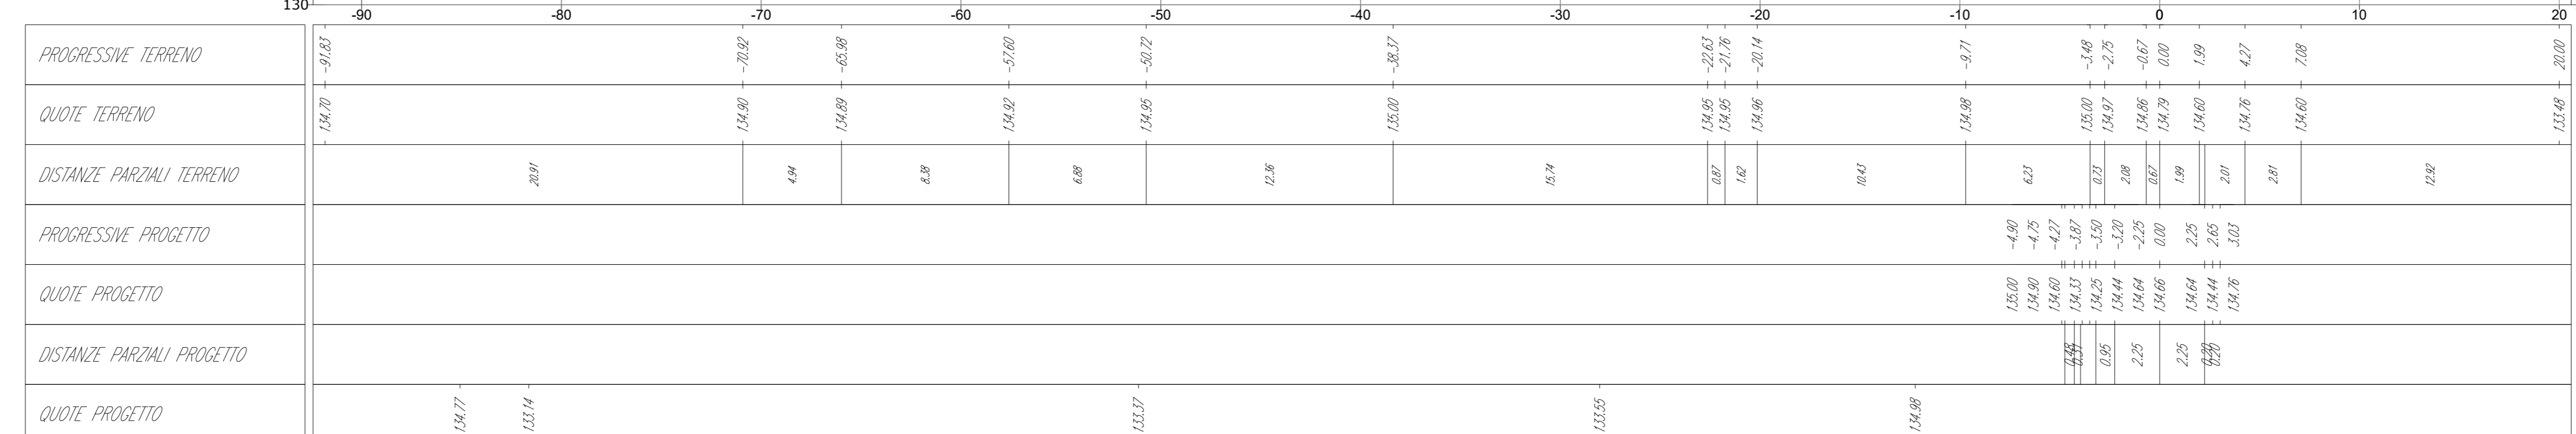 130
-90 -80 -70 -60 -50 -40 -30 -20 -10 0 10 20
PROGRESSIVE TERRENO -91.83 -70.92 -65.98 -57.60 -50.72 -38.37 -22.63 -21.76 -20.14 -9.71 -3.48 -2.75 -0.67 0.00 1.99 4.27 7.08 20.00
QUOTE TERRENO 134.70 134.90 134.89 134.92 134.95 135.00 134.95 134.95 134.96 134.98 135.00 134.97 134.86 134.79 134.60 134.76 134.60 133.48
DISTANZE PARZIALI TERRENO 20.91 4.94 8.38 6.88 12.36 15.74 0.87 1.62 10.43 6.23 0.73 2.08 0.67 1.99 2.01 2.81 12.92
PROGRESSIVE PROGETTO -4.90 -4.75 -4.27 -3.87 -3.50 -3.20 -2.25 0.00 2.25 2.65 3.03
QUOTE PROGETTO 135.00 134.90 134.60 134.33 134.25 134.44 134.64 134.66 134.64 134.44 134.76
DISTANZE PARZIALI PROGETTO 0.48 0.95 2.25 2.25 0.20
QUOTE PROGETTO 134.77 133.14 133.37 133.55 134.98